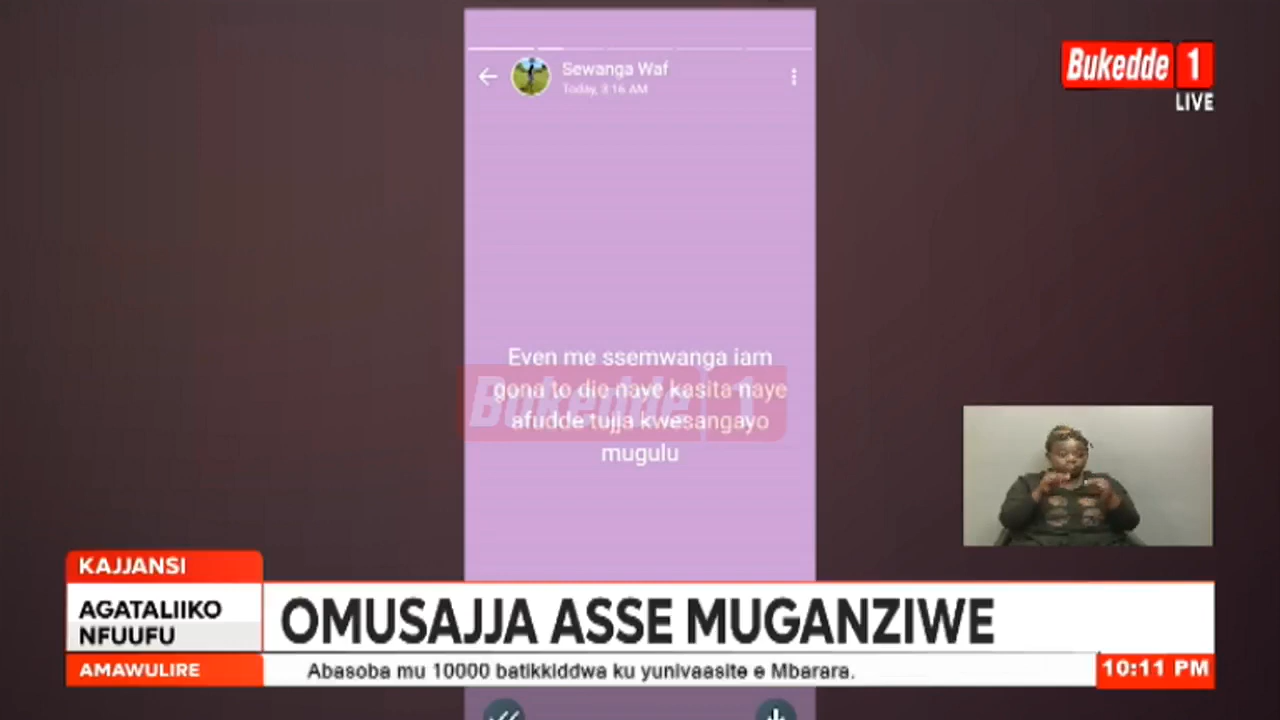 Sewanga Waf
Today, 3:16 AM
Bukedde 1
LIVE
Even me ssemwanga iam
gona to die naye kasita naye
afudde tujja kwesangayo
mugulu
Bukedde 1
KAJJANSI
AGATALIIKO
NFUUFU
OMUSAJJA ASSE MUGANZIWE
AMAWULIRE
Abasoba mu 10000 batikkiddwa ku yunivaasite e Mbarara.
10:11 PM